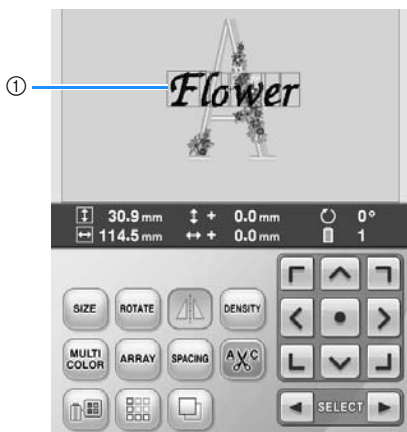 ①
A
Flower
30.9 mm + 0.0 mm 0°
114.5 mm + 0.0 mm 1
SIZE ROTATE DENSITY
MULTI COLOR ARRAY SPACING A C
SELECT